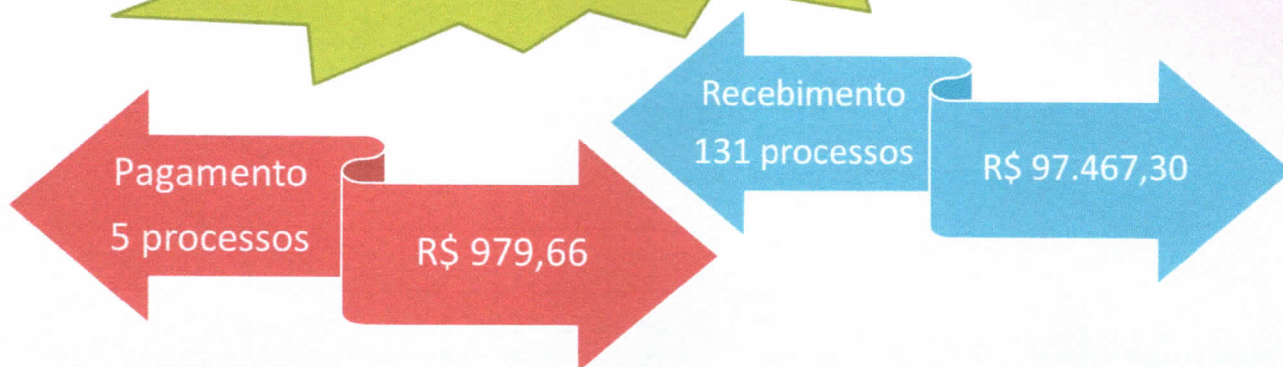 Pagamento
5 processos
R$ 979,66
Recebimento
131 processos
R$ 97.467,30